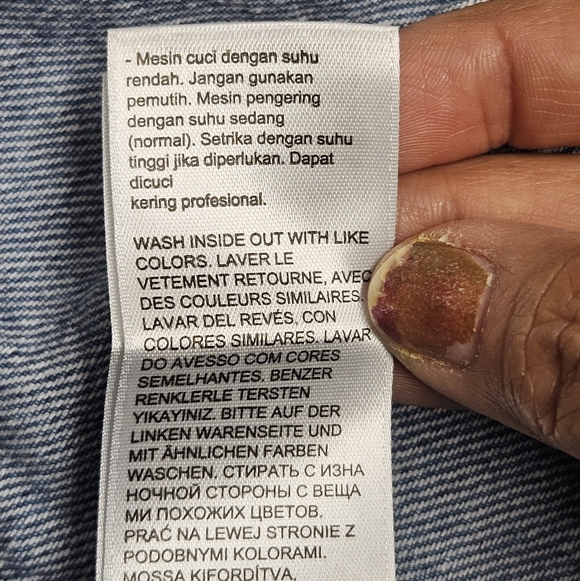 - Mesin cuci dengan suhu
rendah. Jangan gunakan
pemutih. Mesin pengering
dengan suhu sedang
(normal). Setrika dengan suhu
tinggi jika diperlukan. Dapat
dicuci
kering profesional.
WASH INSIDE OUT WITH LIKE
COLORS. LAVER LE
VETEMENT RETOURNE, AVEC
DES COULEURS SIMILAIRES.
LAVAR DEL REVÉS, CON
COLORES SIMILARES. LAVAR
DO AVESSO COM CORES
SEMELHANTES. BENZER
RENKLERLE TERSTEN
YIKAYINIZ. BITTE AUF DER
LINKEN WARENSEITE UND
MIT ÄHNLICHEN FARBEN
WASCHEN. СТИРАТЬ С ИЗНА
НОЧНОЙ СТОРОНЫ С ВЕЩА
МИ ПОХОЖИХ ЦВЕТОВ.
PRAĆ NA LEWEJ STRONIE Z
PODOBNYMI KOLORAMI.
MOSSA KIFORDÍTVA,